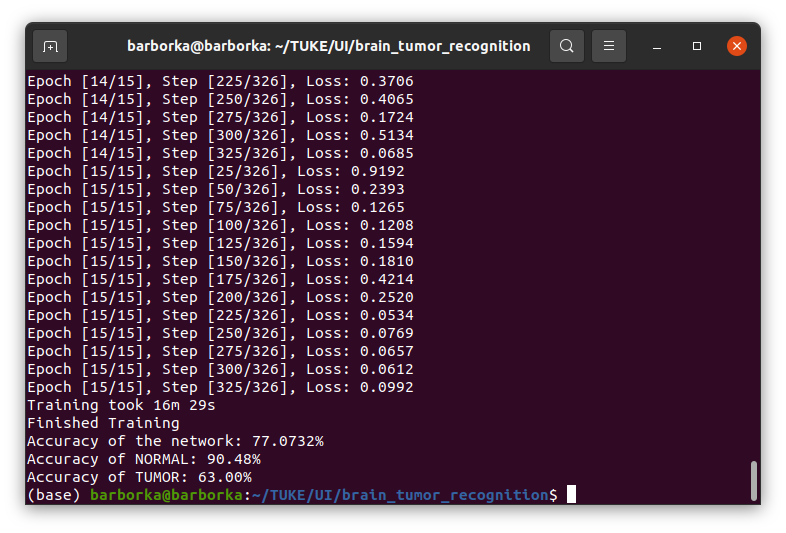 barborka@barborka: ~/TUKE/UI/brain_tumor_recognition
Epoch [14/15], Step [225/326], Loss: 0.3706
Epoch [14/15], Step [250/326], Loss: 0.4065
Epoch [14/15], Step [275/326], Loss: 0.1724
Epoch [14/15], Step [300/326], Loss: 0.5134
Epoch [14/15], Step [325/326], Loss: 0.0685
Epoch [15/15], Step [25/326], Loss: 0.9192
Epoch [15/15], Step [50/326], Loss: 0.2393
Epoch [15/15], Step [75/326], Loss: 0.1265
Epoch [15/15], Step [100/326], Loss: 0.1208
Epoch [15/15], Step [125/326], Loss: 0.1594
Epoch [15/15], Step [150/326], Loss: 0.1810
Epoch [15/15], Step [175/326], Loss: 0.4214
Epoch [15/15], Step [200/326], Loss: 0.2520
Epoch [15/15], Step [225/326], Loss: 0.0534
Epoch [15/15], Step [250/326], Loss: 0.0769
Epoch [15/15], Step [275/326], Loss: 0.0657
Epoch [15/15], Step [300/326], Loss: 0.0612
Epoch [15/15], Step [325/326], Loss: 0.0992
Training took 16m 29s
Finished Training
Accuracy of the network: 77.0732%
Accuracy of NORMAL: 90.48%
Accuracy of TUMOR: 63.00%
(base) barborka@barborka:~/TUKE/UI/brain_tumor_recognition$